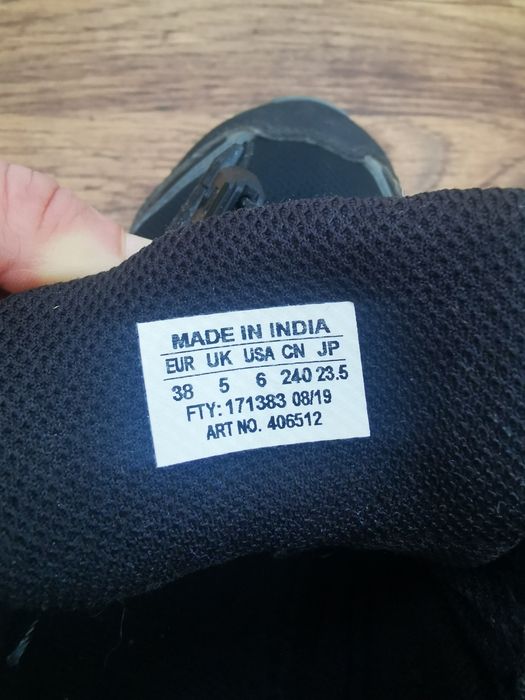 MADE IN INDIA
EUR UK USA CN JP
38 5 6 240 23.5
FTY: 171383 08/19
ART NO. 406512